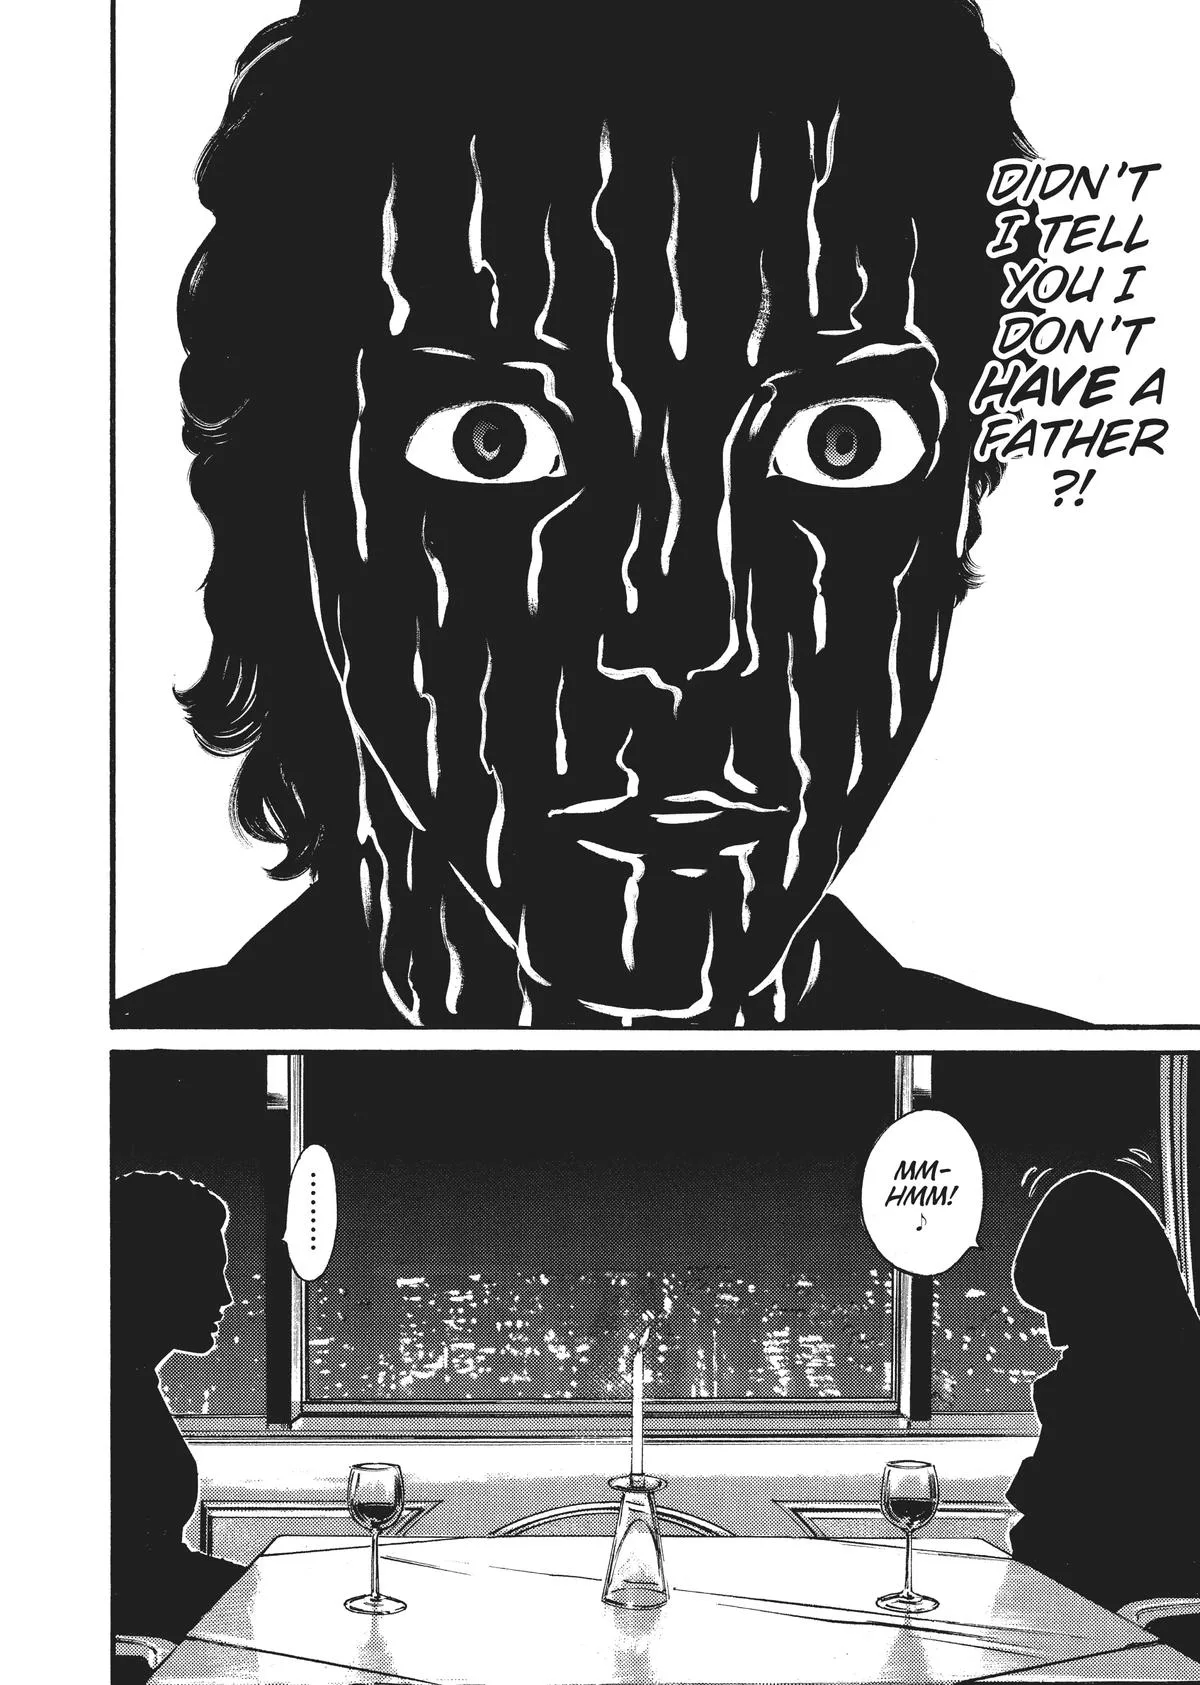 DIDN'T
I TELL
YOU I
DON'T
HAVE A
FATHER
?!
MM-
HMM!
♪
........